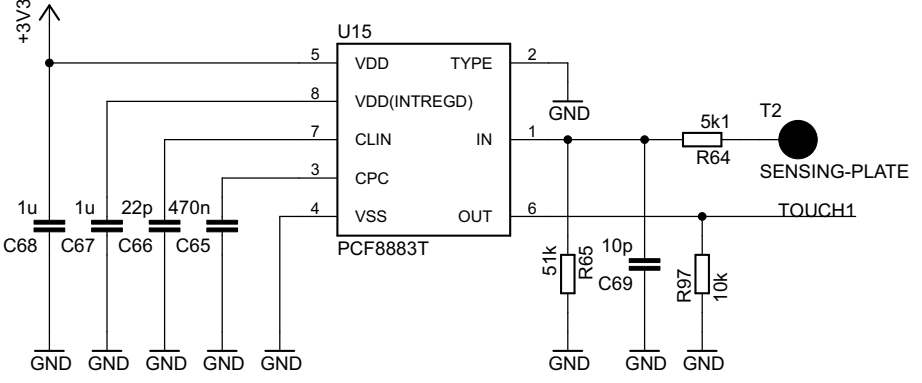 +3V3
U15
5 VDD TYPE 2
8 VDD(INTREGD)
GND
T2
7 CLIN IN 1
5k1
R64
SENSING-PLATE
3 CPC
4 VSS OUT 6
TOUCH1
PCF8883T
1u 1u 22p 470n
C68 C67 C66 C65
51k R65
10p
C69
R97 10k
GND GND GND GND GND GND GND GND